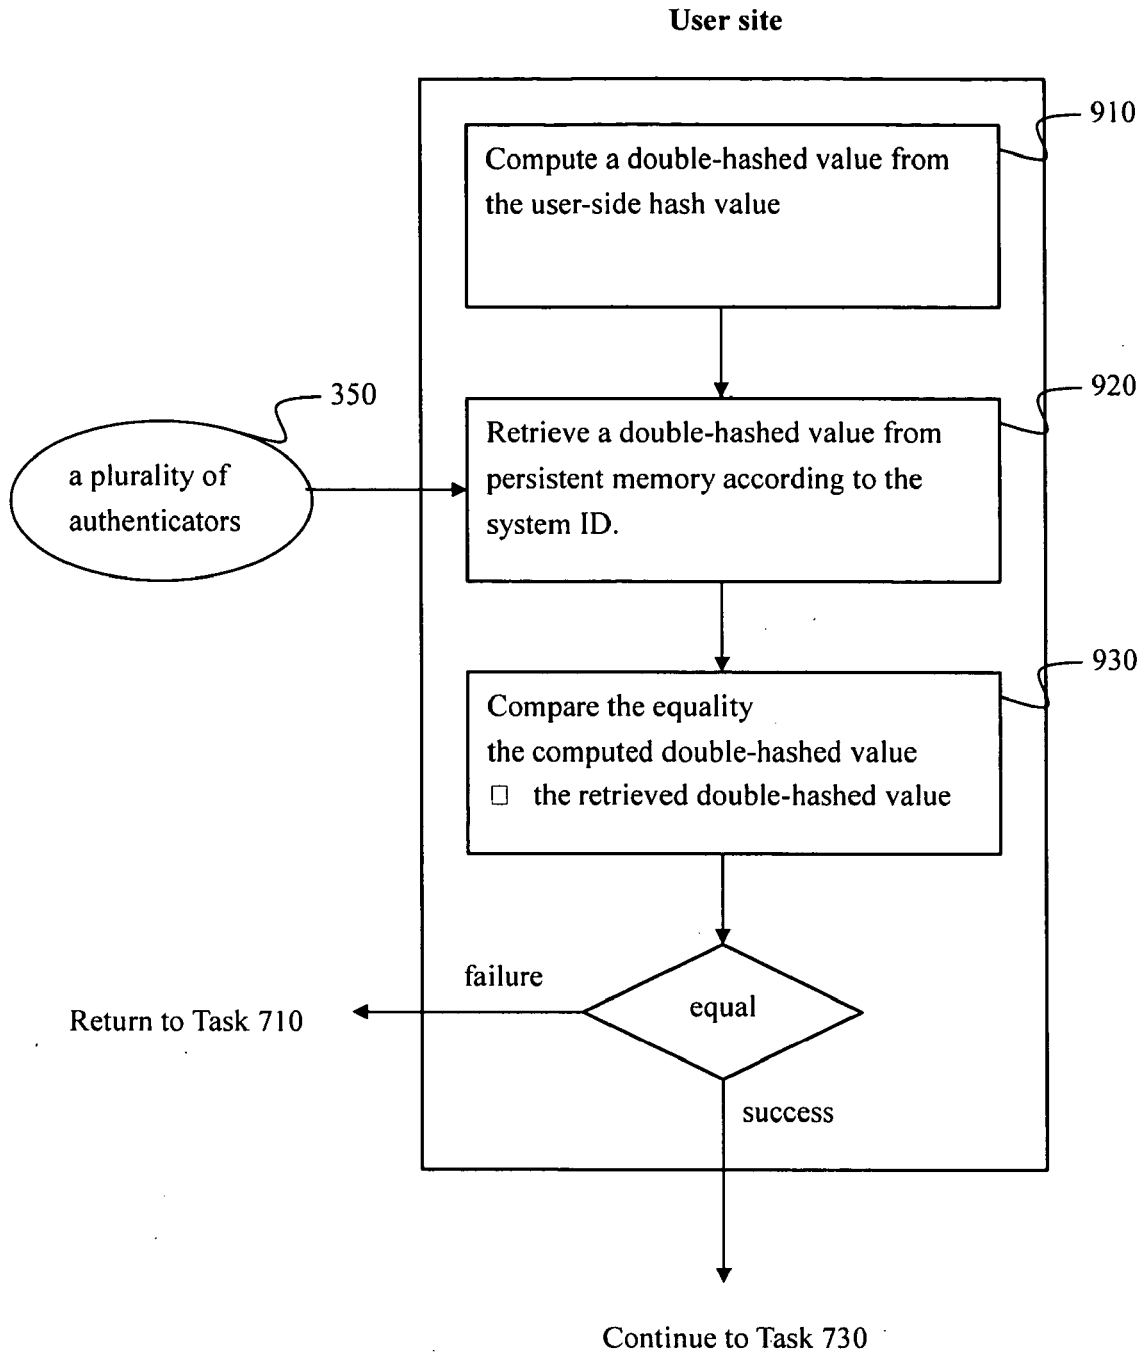 User site
910
Compute a double-hashed value from
the user-side hash value
920
350
Retrieve a double-hashed value from
persistent memory according to the
system ID.
a plurality of
authenticators
930
Compare the equality
the computed double-hashed value
□ the retrieved double-hashed value
failure
equal
Return to Task 710
success
Continue to Task 730